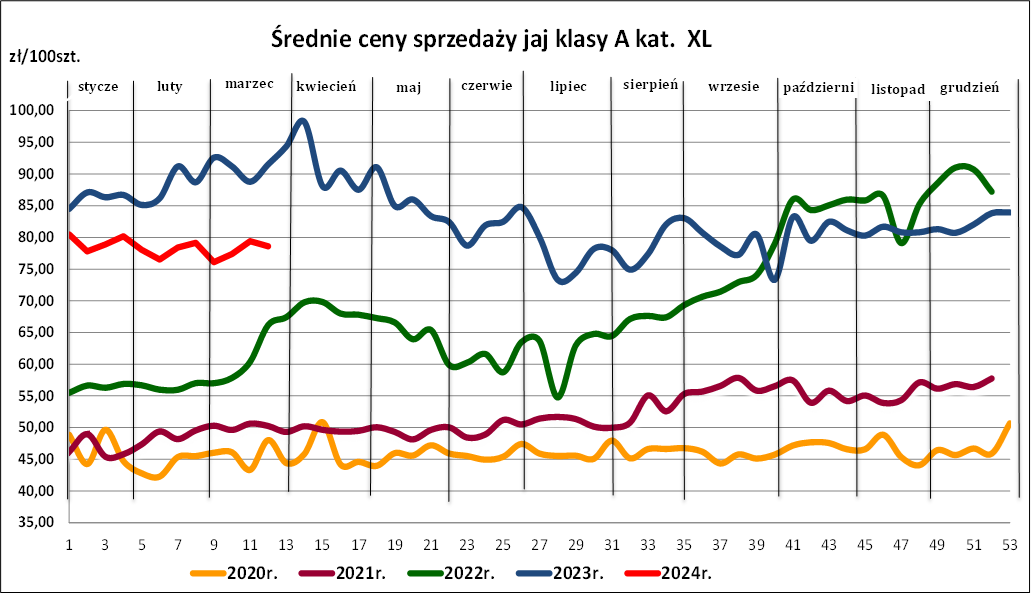 Średnie ceny sprzedaży jaj klasy A kat. XL
zł/100szt.
stycze luty marzec kwiecień maj czerwie lipiec sierpień wrzesie październi listopad grudzień
100,00
95,00
90,00
85,00
80,00
75,00
70,00
65,00
60,00
55,00
50,00
45,00
40,00
35,00
1 3 5 7 9 11 13 15 17 19 21 23 25 27 29 31 33 35 37 39 41 43 45 47 49 51 53
2020r. 2021r. 2022r. 2023r. 2024r.